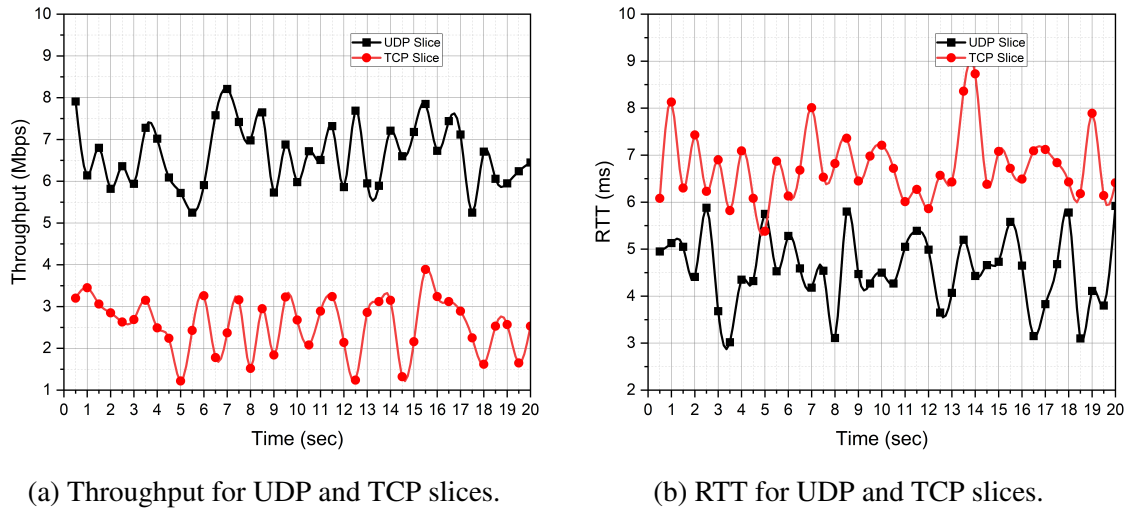 10
9
8
7
6
5
4
3
2
1
Throughput (Mbps)
UDP Slice
TCP Slice
0 1 2 3 4 5 6 7 8 9 10 11 12 13 14 15 16 17 18 19 20
Time (sec)
(a) Throughput for UDP and TCP slices.
10
9
8
7
6
5
4
3
2
RTT (ms)
UDP Slice
TCP Slice
0 1 2 3 4 5 6 7 8 9 10 11 12 13 14 15 16 17 18 19 20
Time (sec)
(b) RTT for UDP and TCP slices.